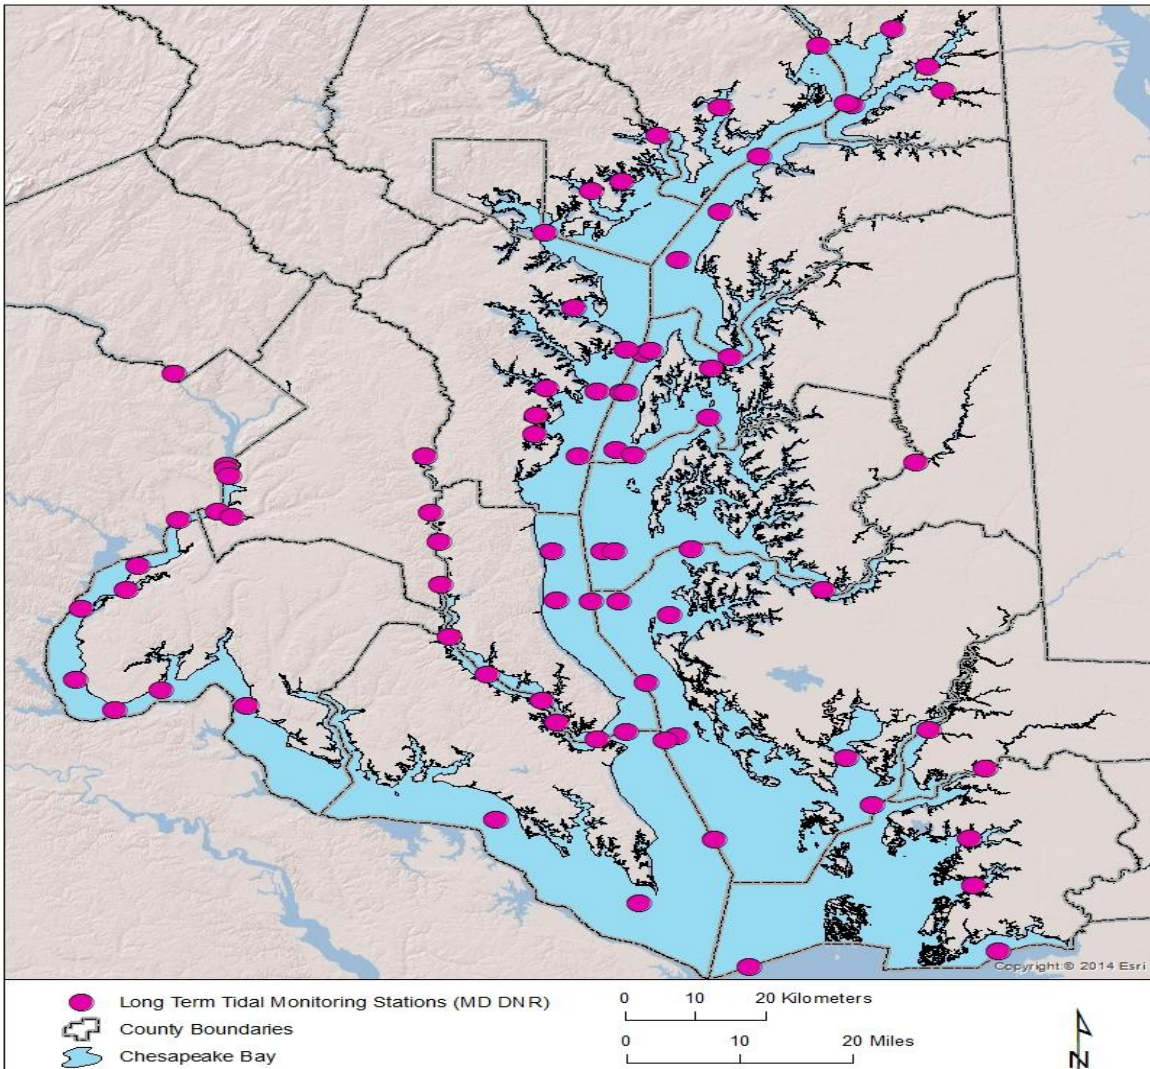 Copyright:© 2014 Esri
Long Term Tidal Monitoring Stations (MD DNR)
County Boundaries
Chesapeake Bay
0 10 20 Kilometers
0 10 20 Miles
N